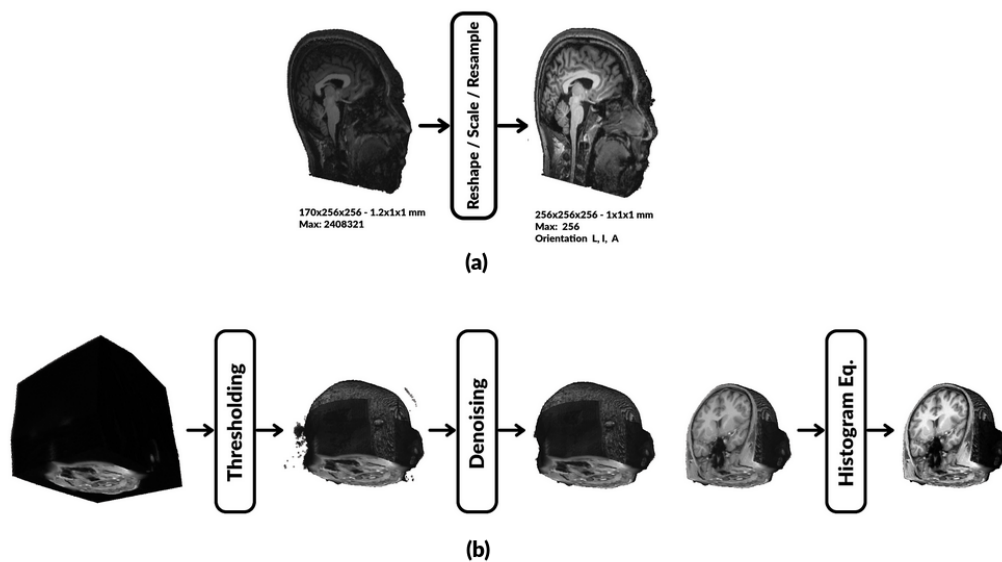 Reshape / Scale / Resample
170x256x256 - 1.2x1x1 mm
Max: 2408321
256x256x256 - 1x1x1 mm
Max: 256
Orientation L, I, A
(a)
Thresholding
Denoising
Histogram Eq.
(b)